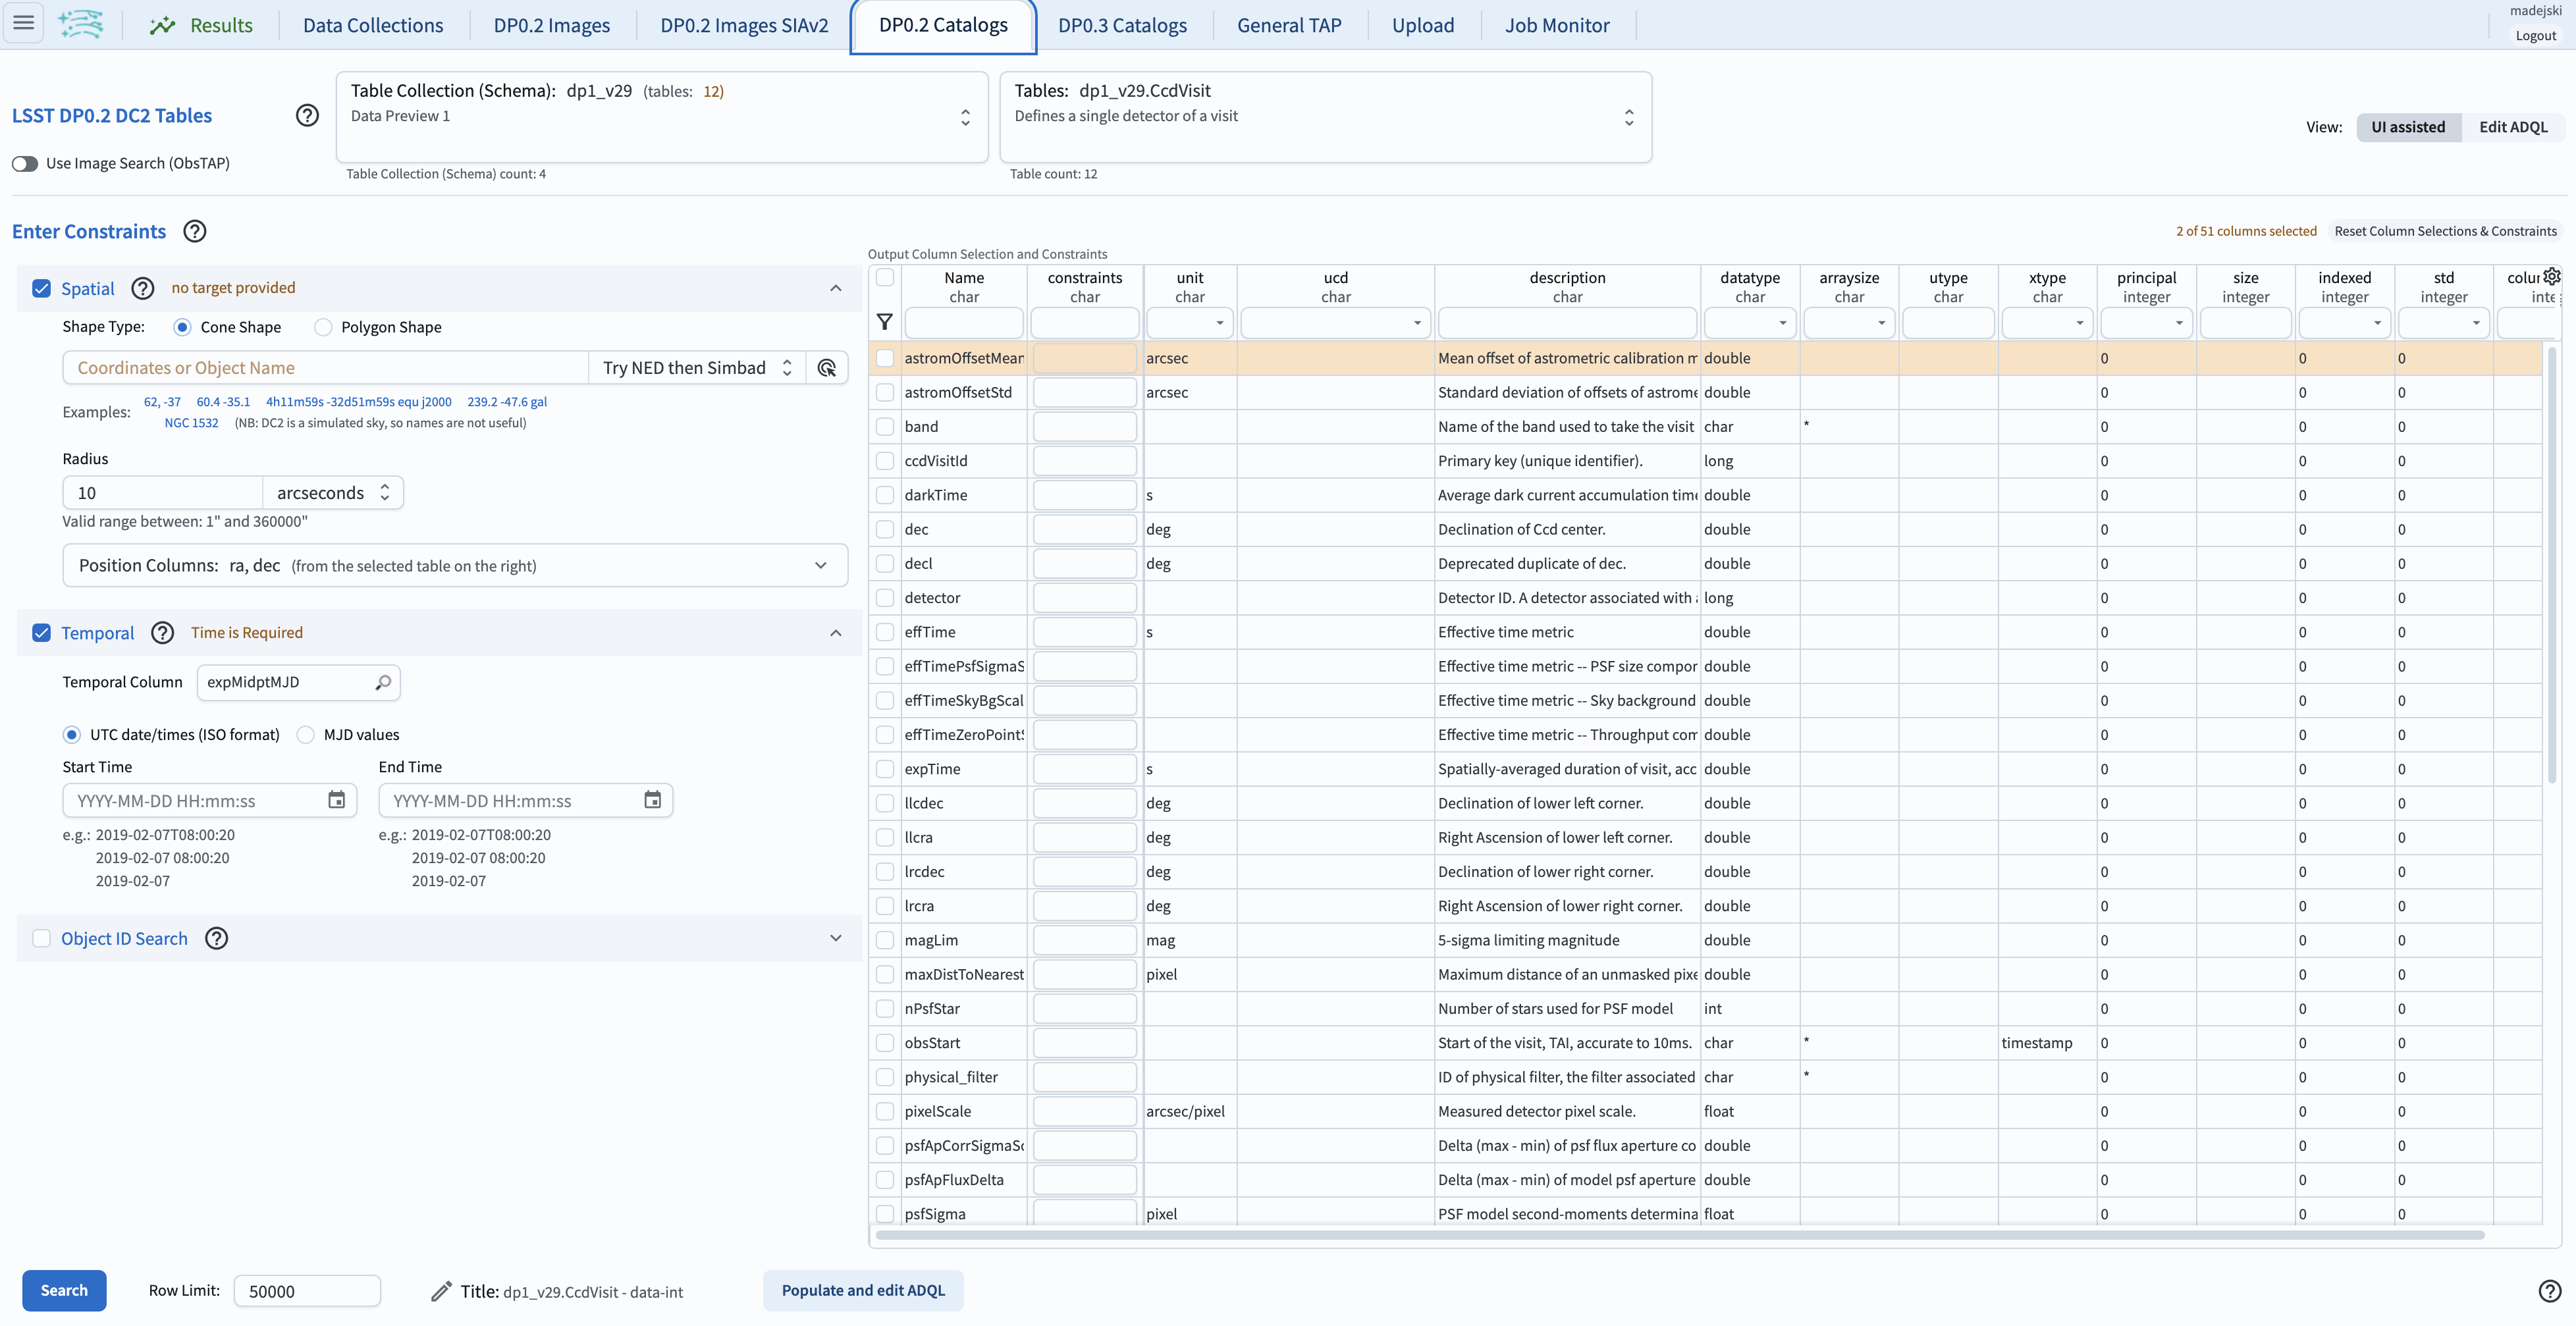 Results Data Collections DP0.2 Images DP0.2 Images SIAv2 DP0.2 Catalogs DP0.3 Catalogs General TAP Upload Job Monitor
madejski
Logout
LSST DP0.2 DC2 Tables
Use Image Search (ObsTAP)
Table Collection (Schema): dp1_v29 (tables: 12)
Data Preview 1
Table Collection (Schema) count: 4
Tables: dp1_v29.CcdVisit
Defines a single detector of a visit
Table count: 12
View: UI assisted Edit ADQL
Enter Constraints
2 of 51 columns selected Reset Column Selections & Constraints
Spatial no target provided
Shape Type: Cone Shape Polygon Shape
Coordinates or Object Name Try NED then Simbad
Examples: 62, -37 60.4 -35.1 4h11m59s -32d51m59s equ j2000 239.2 -47.6 gal
NGC 1532 (NB: DC2 is a simulated sky, so names are not useful)
Radius
10 arcseconds
Valid range between: 1" and 360000"
Position Columns: ra, dec (from the selected table on the right)
Temporal Time is Required
Temporal Column expMidptMJD
UTC date/times (ISO format) MJD values
Start Time End Time
YYYY-MM-DD HH:mm:ss YYYY-MM-DD HH:mm:ss
e.g.: 2019-02-07T08:00:20 e.g.: 2019-02-07T08:00:20
2019-02-07 08:00:20 2019-02-07 08:00:20
2019-02-07 2019-02-07
Object ID Search
Output Column Selection and Constraints
Name constraints unit ucd description datatype arraysize utype xtype principal size indexed std colu
char char char char char char char char char integer integer integer integer inte
astromOffsetMean arcsec Mean offset of astrometric calibration m double 0 0 0
astromOffsetStd arcsec Standard deviation of offsets of astrome double 0 0 0
band Name of the band used to take the visit char * 0 0 0
ccdVisitId Primary key (unique identifier). long 0 0 0
darkTime s Average dark current accumulation time double 0 0 0
dec deg Declination of Ccd center. double 0 0 0
decl deg Deprecated duplicate of dec. double 0 0 0
detector Detector ID. A detector associated with a long 0 0 0
effTime s Effective time metric double 0 0 0
effTimePsfSigmaS Effective time metric -- PSF size compor double 0 0 0
effTimeSkyBgScal Effective time metric -- Sky background double 0 0 0
effTimeZeroPointS Effective time metric -- Throughput com double 0 0 0
expTime s Spatially-averaged duration of visit, acc double 0 0 0
llcdec deg Declination of lower left corner. double 0 0 0
llcra deg Right Ascension of lower left corner. double 0 0 0
lrcdec deg Declination of lower right corner. double 0 0 0
lrcra deg Right Ascension of lower right corner. double 0 0 0
magLim mag 5-sigma limiting magnitude double 0 0 0
maxDistToNearest pixel Maximum distance of an unmasked pixe double 0 0 0
nPsfStar Number of stars used for PSF model int 0 0 0
obsStart Start of the visit, TAI, accurate to 10ms. char * timestamp 0 0 0
physical_filter ID of physical filter, the filter associated char * 0 0 0
pixelScale arcsec/pixel Measured detector pixel scale. float 0 0 0
psfApCorrSigmaSc Delta (max - min) of psf flux aperture co double 0 0 0
psfApFluxDelta Delta (max - min) of model psf aperture double 0 0 0
psfSigma pixel PSF model second-moments determina float 0 0 0
Search Row Limit: 50000 Title: dp1_v29.CcdVisit - data-int Populate and edit ADQL